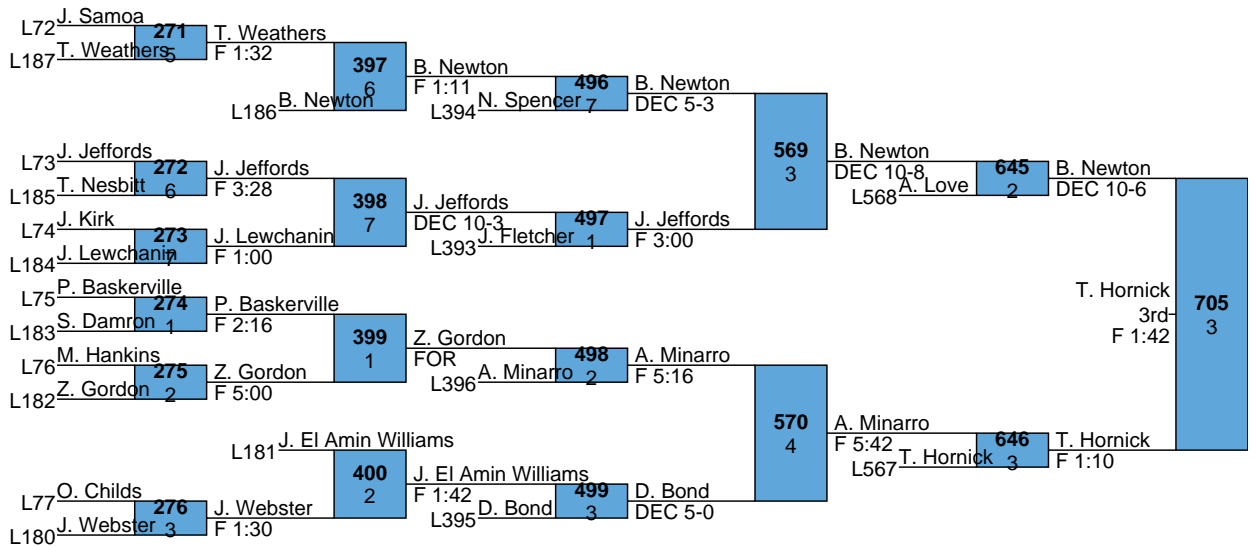 J. Samoa
L72
271
5
T. Weathers
L187
T. Weathers
F 1:32
397
6
B. Newton
L186
B. Newton
F 1:11
496
7
N. Spencer
L394
B. Newton
DEC 5-3
569
3
J. Jeffords
L73
272
6
T. Nesbitt
L185
J. Jeffords
F 3:28
398
7
J. Kirk
L74
273
7
J. Lewchanin
L184
J. Lewchanin
F 1:00
J. Jeffords
DEC 10-3
497
1
J. Fletcher
L393
J. Jeffords
F 3:00
B. Newton
DEC 10-8
645
2
A. Love
L568
B. Newton
DEC 10-6
P. Baskerville
L75
274
1
S. Damron
L183
P. Baskerville
F 2:16
399
1
M. Hankins
L76
275
2
Z. Gordon
L182
Z. Gordon
F 5:00
Z. Gordon
FOR
498
2
A. Minarro
L396
A. Minarro
F 5:16
570
4
T. Hornick
3rd
F 1:42
705
3
J. El Amin Williams
L181
400
2
O. Childs
L77
276
3
J. Webster
L180
J. Webster
F 1:30
J. El Amin Williams
F 1:42
499
3
D. Bond
L395
D. Bond
DEC 5-0
A. Minarro
F 5:42
646
3
T. Hornick
L567
T. Hornick
F 1:10